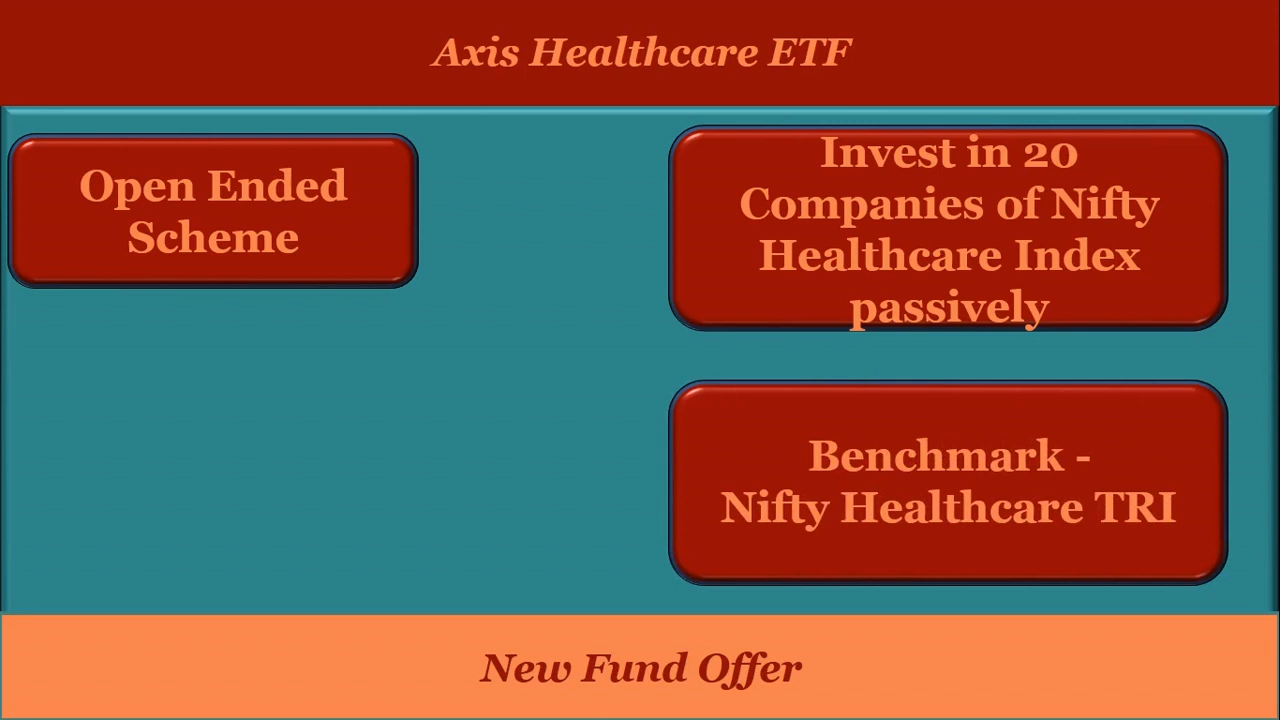 Axis Healthcare ETF
Open Ended
Scheme
Invest in 20
Companies of Nifty
Healthcare Index
passively
Benchmark -
Nifty Healthcare TRI
New Fund Offer